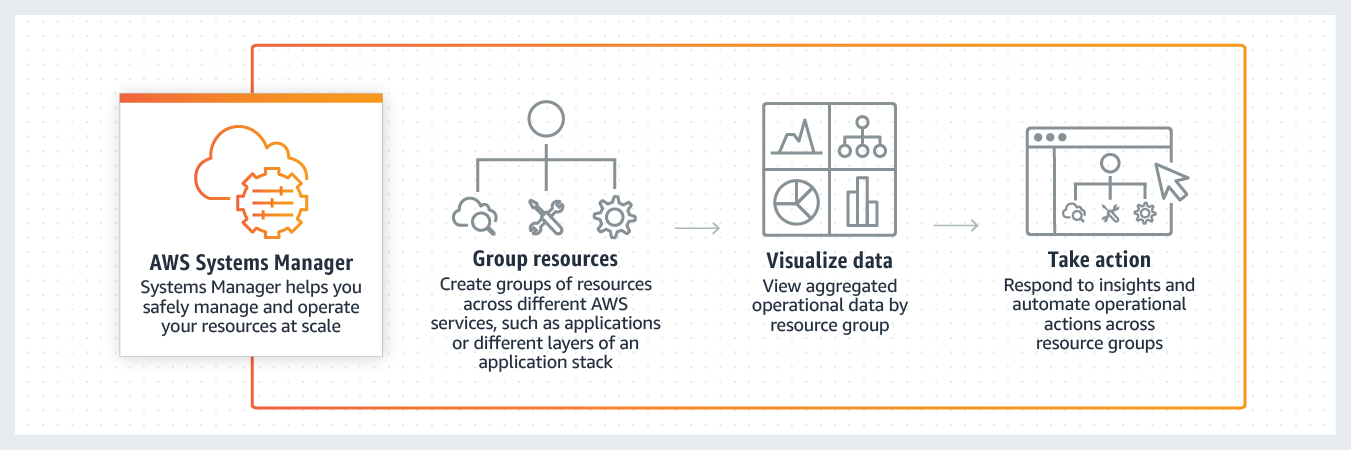 AWS Systems Manager
Systems Manager helps you
safely manage and operate
your resources at scale
Group resources
Create groups of resources
across different AWS
services, such as applications
or different layers of an
application stack
Visualize data
View aggregated
operational data by
resource group
Take action
Respond to insights and
automate operational
actions across
resource groups